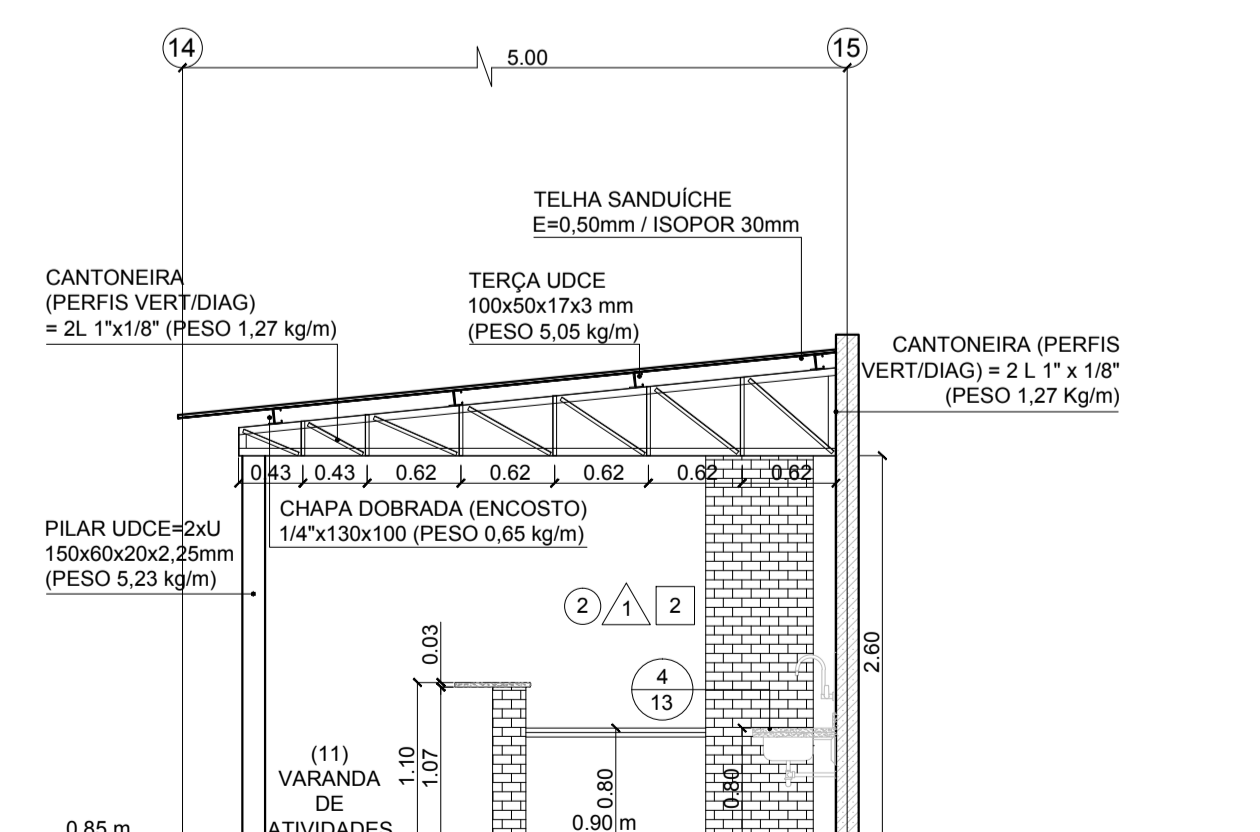 14
5.00
15
TELHA SANDUÍCHE
E=0,50mm / ISOPOR 30mm
CANTONEIRA
(PERFIS VERT/DIAG)
= 2L 1"x1/8" (PESO 1,27 kg/m)
TERÇA UDCE
100x50x17x3 mm
(PESO 5,05 kg/m)
CANTONEIRA (PERFIS
VERT/DIAG) = 2 L 1" x 1/8"
(PESO 1,27 Kg/m)
0.43 0.43 0.62 0.62 0.62 0.62 0.62
CHAPA DOBRADA (ENCOSTO)
1/4"x130x100 (PESO 0,65 kg/m)
PILAR UDCE=2xU
150x60x20x2,25mm
(PESO 5,23 kg/m)
2 1 2
0.03
2.60
4
13
1.10
1.07
(11)
VARANDA
DE
ATIVIDADES
0.80
0.80
0.90 m
0.85 m